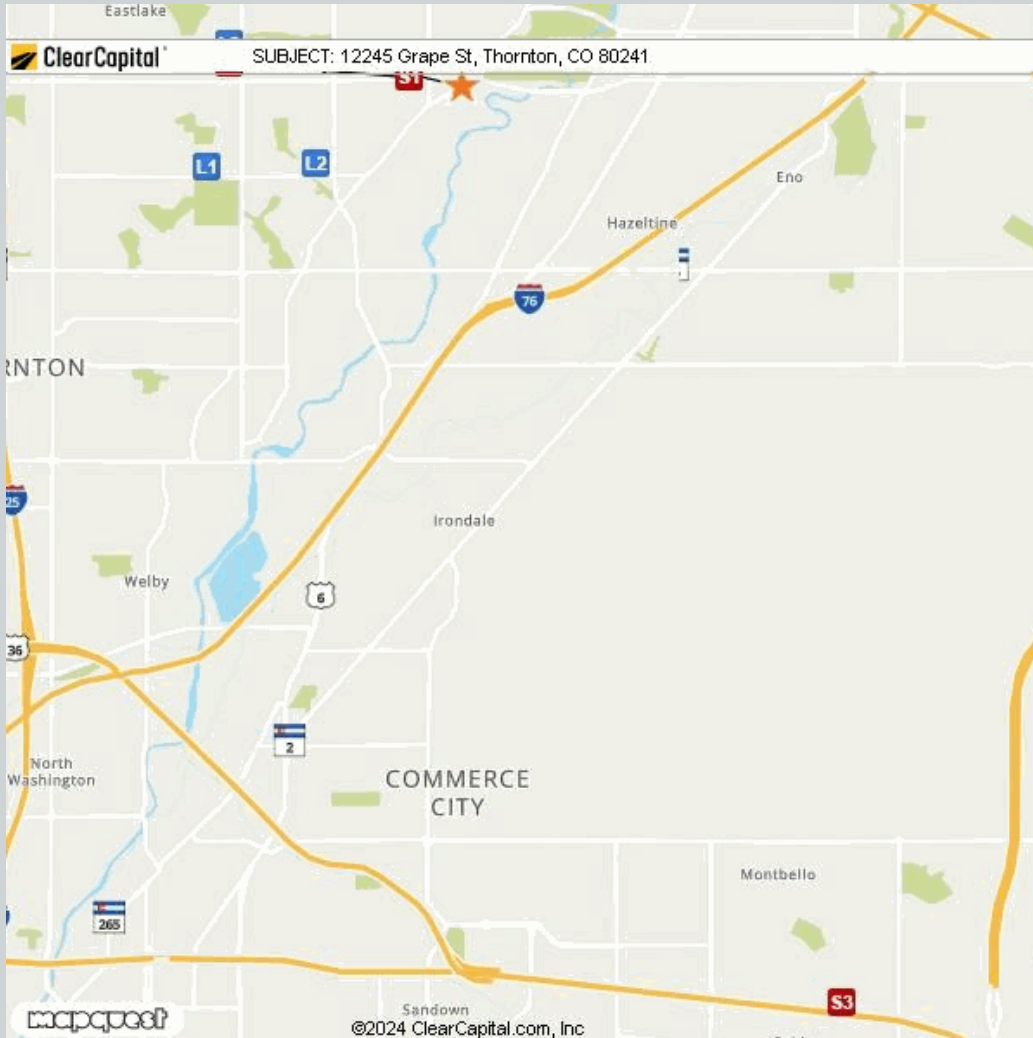 Eastlake
ClearCapital
SUBJECT: 12245 Grape St, Thornton, CO 80241
S1
L1
L2
Eno
Hazeltine
76
RNTON
25
Irondale
Welby
6
36
2
North
Washington
COMMERCE
CITY
Montbello
265
S3
Sandown
mapquest
©2024 ClearCapital.com, Inc